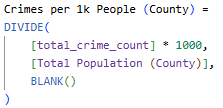 Crimes per 1k People (County) =
DIVIDE(
    [total_crime_count] * 1000,
    [Total Population (County)],
    BLANK()
)